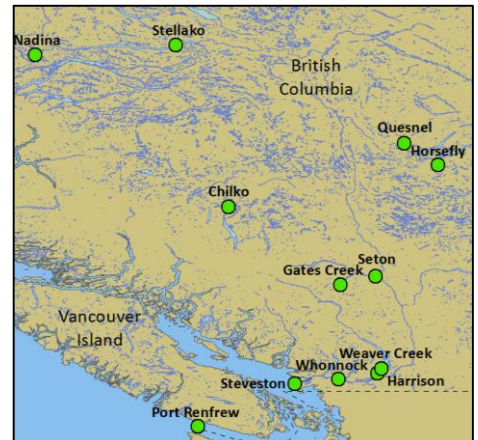 Stellako
Nadina
British
Columbia
Quesnel
Horsefly
Chilko
Seton
Gates Creek
Vancouver
Island
Weaver Creek
Whonnock
Harrison
Steveston
Port Renfrew